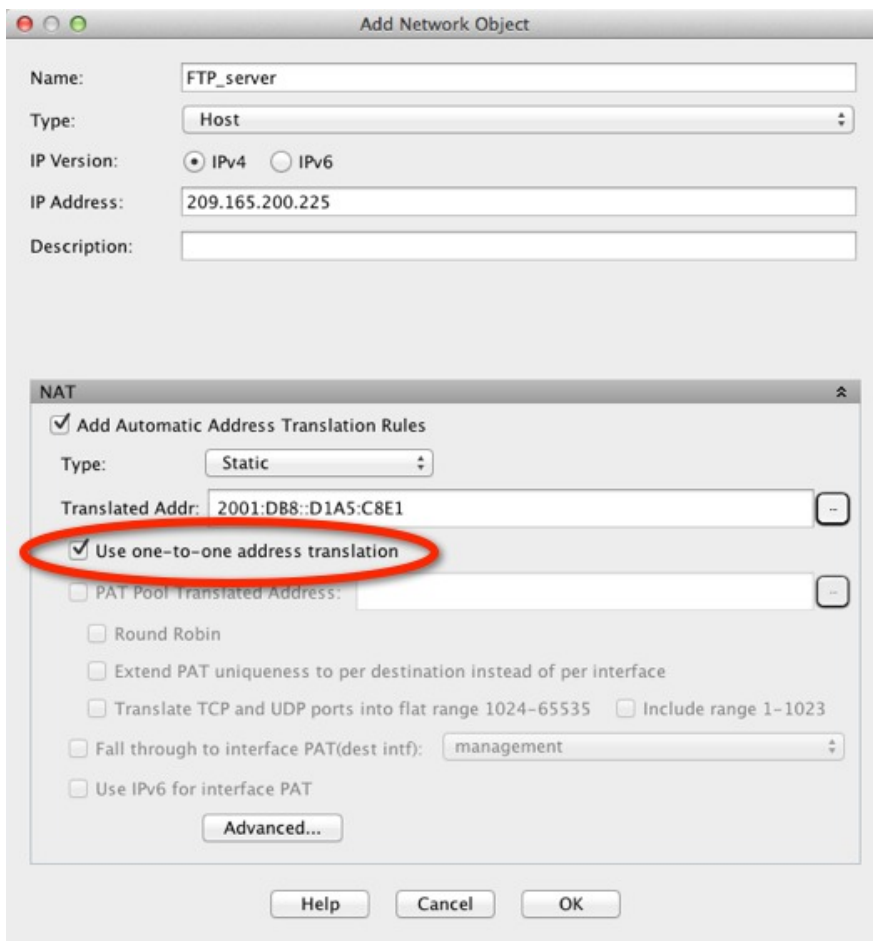 Add Network Object
Name: FTP_server
Type: Host
IP Version: IPv4 IPv6
IP Address: 209.165.200.225
Description:
NAT
Add Automatic Address Translation Rules
Type: Static
Translated Addr: 2001:DB8::D1A5:C8E1 ...
Use one-to-one address translation
PAT Pool Translated Address: ...
Round Robin
Extend PAT uniqueness to per destination instead of per interface
Translate TCP and UDP ports into flat range 1024-65535 Include range 1-1023
Fall through to interface PAT(dest intf): management
Use IPv6 for interface PAT
Advanced...
Help Cancel OK